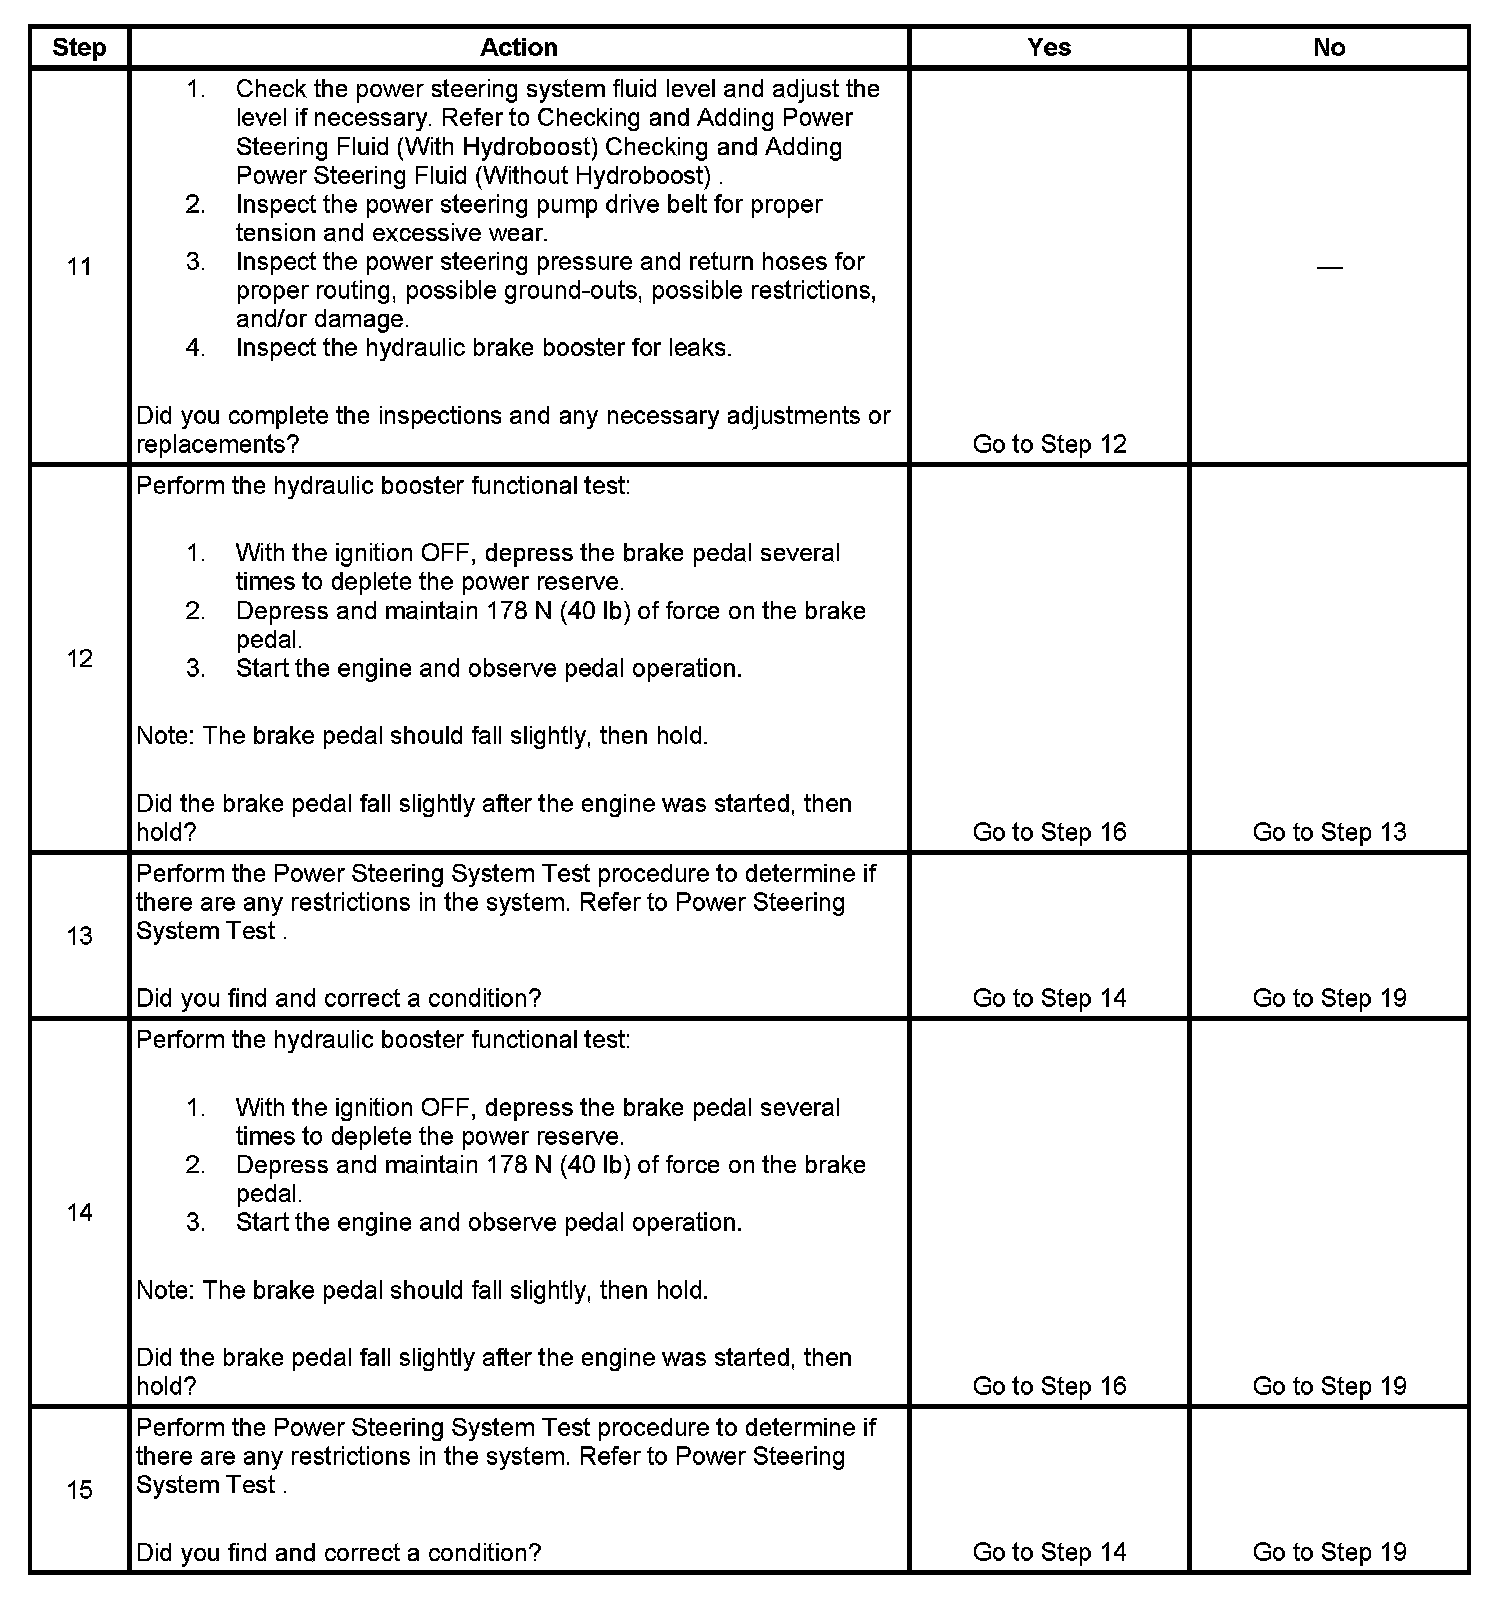 Step Action Yes No
1. Check the power steering system fluid level and adjust the
level if necessary. Refer to Checking and Adding Power
Steering Fluid (With Hydroboost) Checking and Adding
Power Steering Fluid (Without Hydroboost) .
2. Inspect the power steering pump drive belt for proper
tension and excessive wear.
11
3. Inspect the power steering pressure and return hoses for
proper routing, possible ground-outs, possible restrictions,
and/or damage.
—
4. Inspect the hydraulic brake booster for leaks.
Did you complete the inspections and any necessary adjustments or
replacements?
Go to Step 12
Perform the hydraulic booster functional test:
1. With the ignition OFF, depress the brake pedal several
times to deplete the power reserve.
2. Depress and maintain 178 N (40 lb) of force on the brake
pedal.
12
3. Start the engine and observe pedal operation.
Note: The brake pedal should fall slightly, then hold.
Did the brake pedal fall slightly after the engine was started, then
hold?
Go to Step 16
Go to Step 13
Perform the Power Steering System Test procedure to determine if
there are any restrictions in the system. Refer to Power Steering
System Test .
13
Did you find and correct a condition?
Go to Step 14
Go to Step 19
Perform the hydraulic booster functional test:
1. With the ignition OFF, depress the brake pedal several
times to deplete the power reserve.
2. Depress and maintain 178 N (40 lb) of force on the brake
pedal.
14
3. Start the engine and observe pedal operation.
Note: The brake pedal should fall slightly, then hold.
Did the brake pedal fall slightly after the engine was started, then
hold?
Go to Step 16
Go to Step 19
Perform the Power Steering System Test procedure to determine if
there are any restrictions in the system. Refer to Power Steering
System Test .
15
Did you find and correct a condition?
Go to Step 14
Go to Step 19